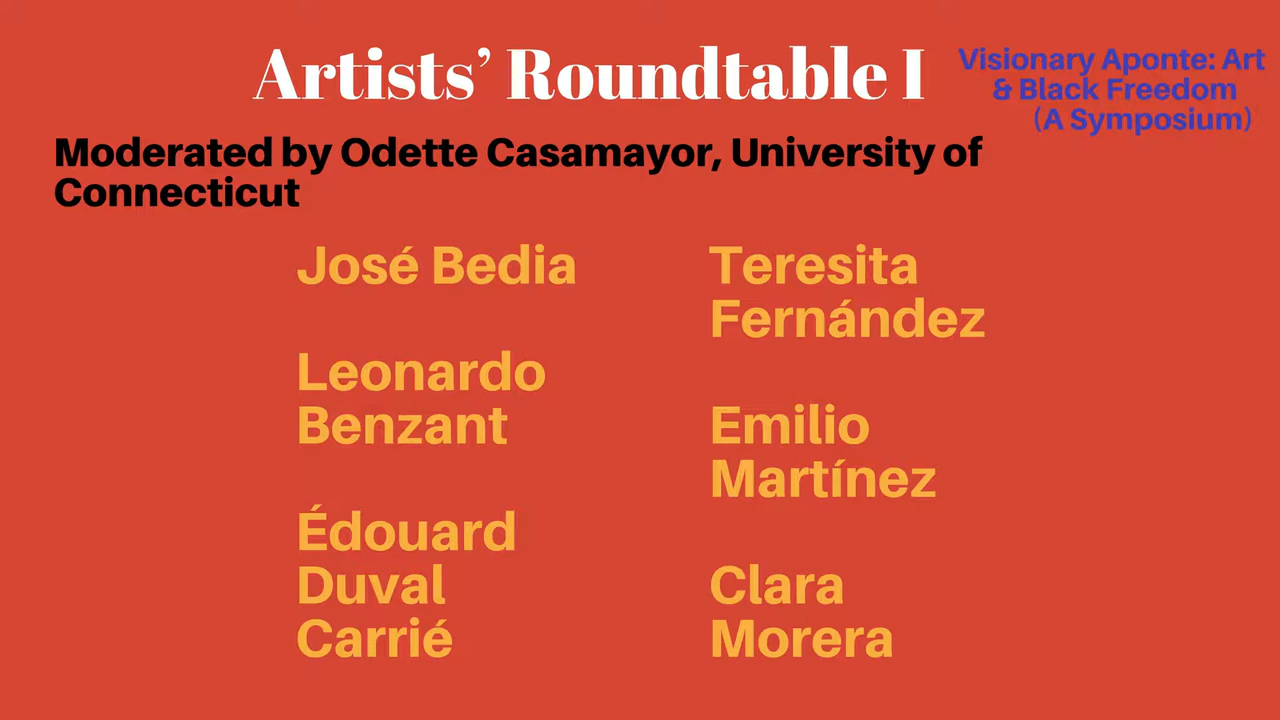 Artists’ Roundtable I
Visionary Aponte: Art
& Black Freedom
(A Symposium)
Moderated by Odette Casamayor, University of
Connecticut
José Bedia
Leonardo
Benzant
Édouard
Duval
Carrié
Teresita
Fernández
Emilio
Martínez
Clara
Morera